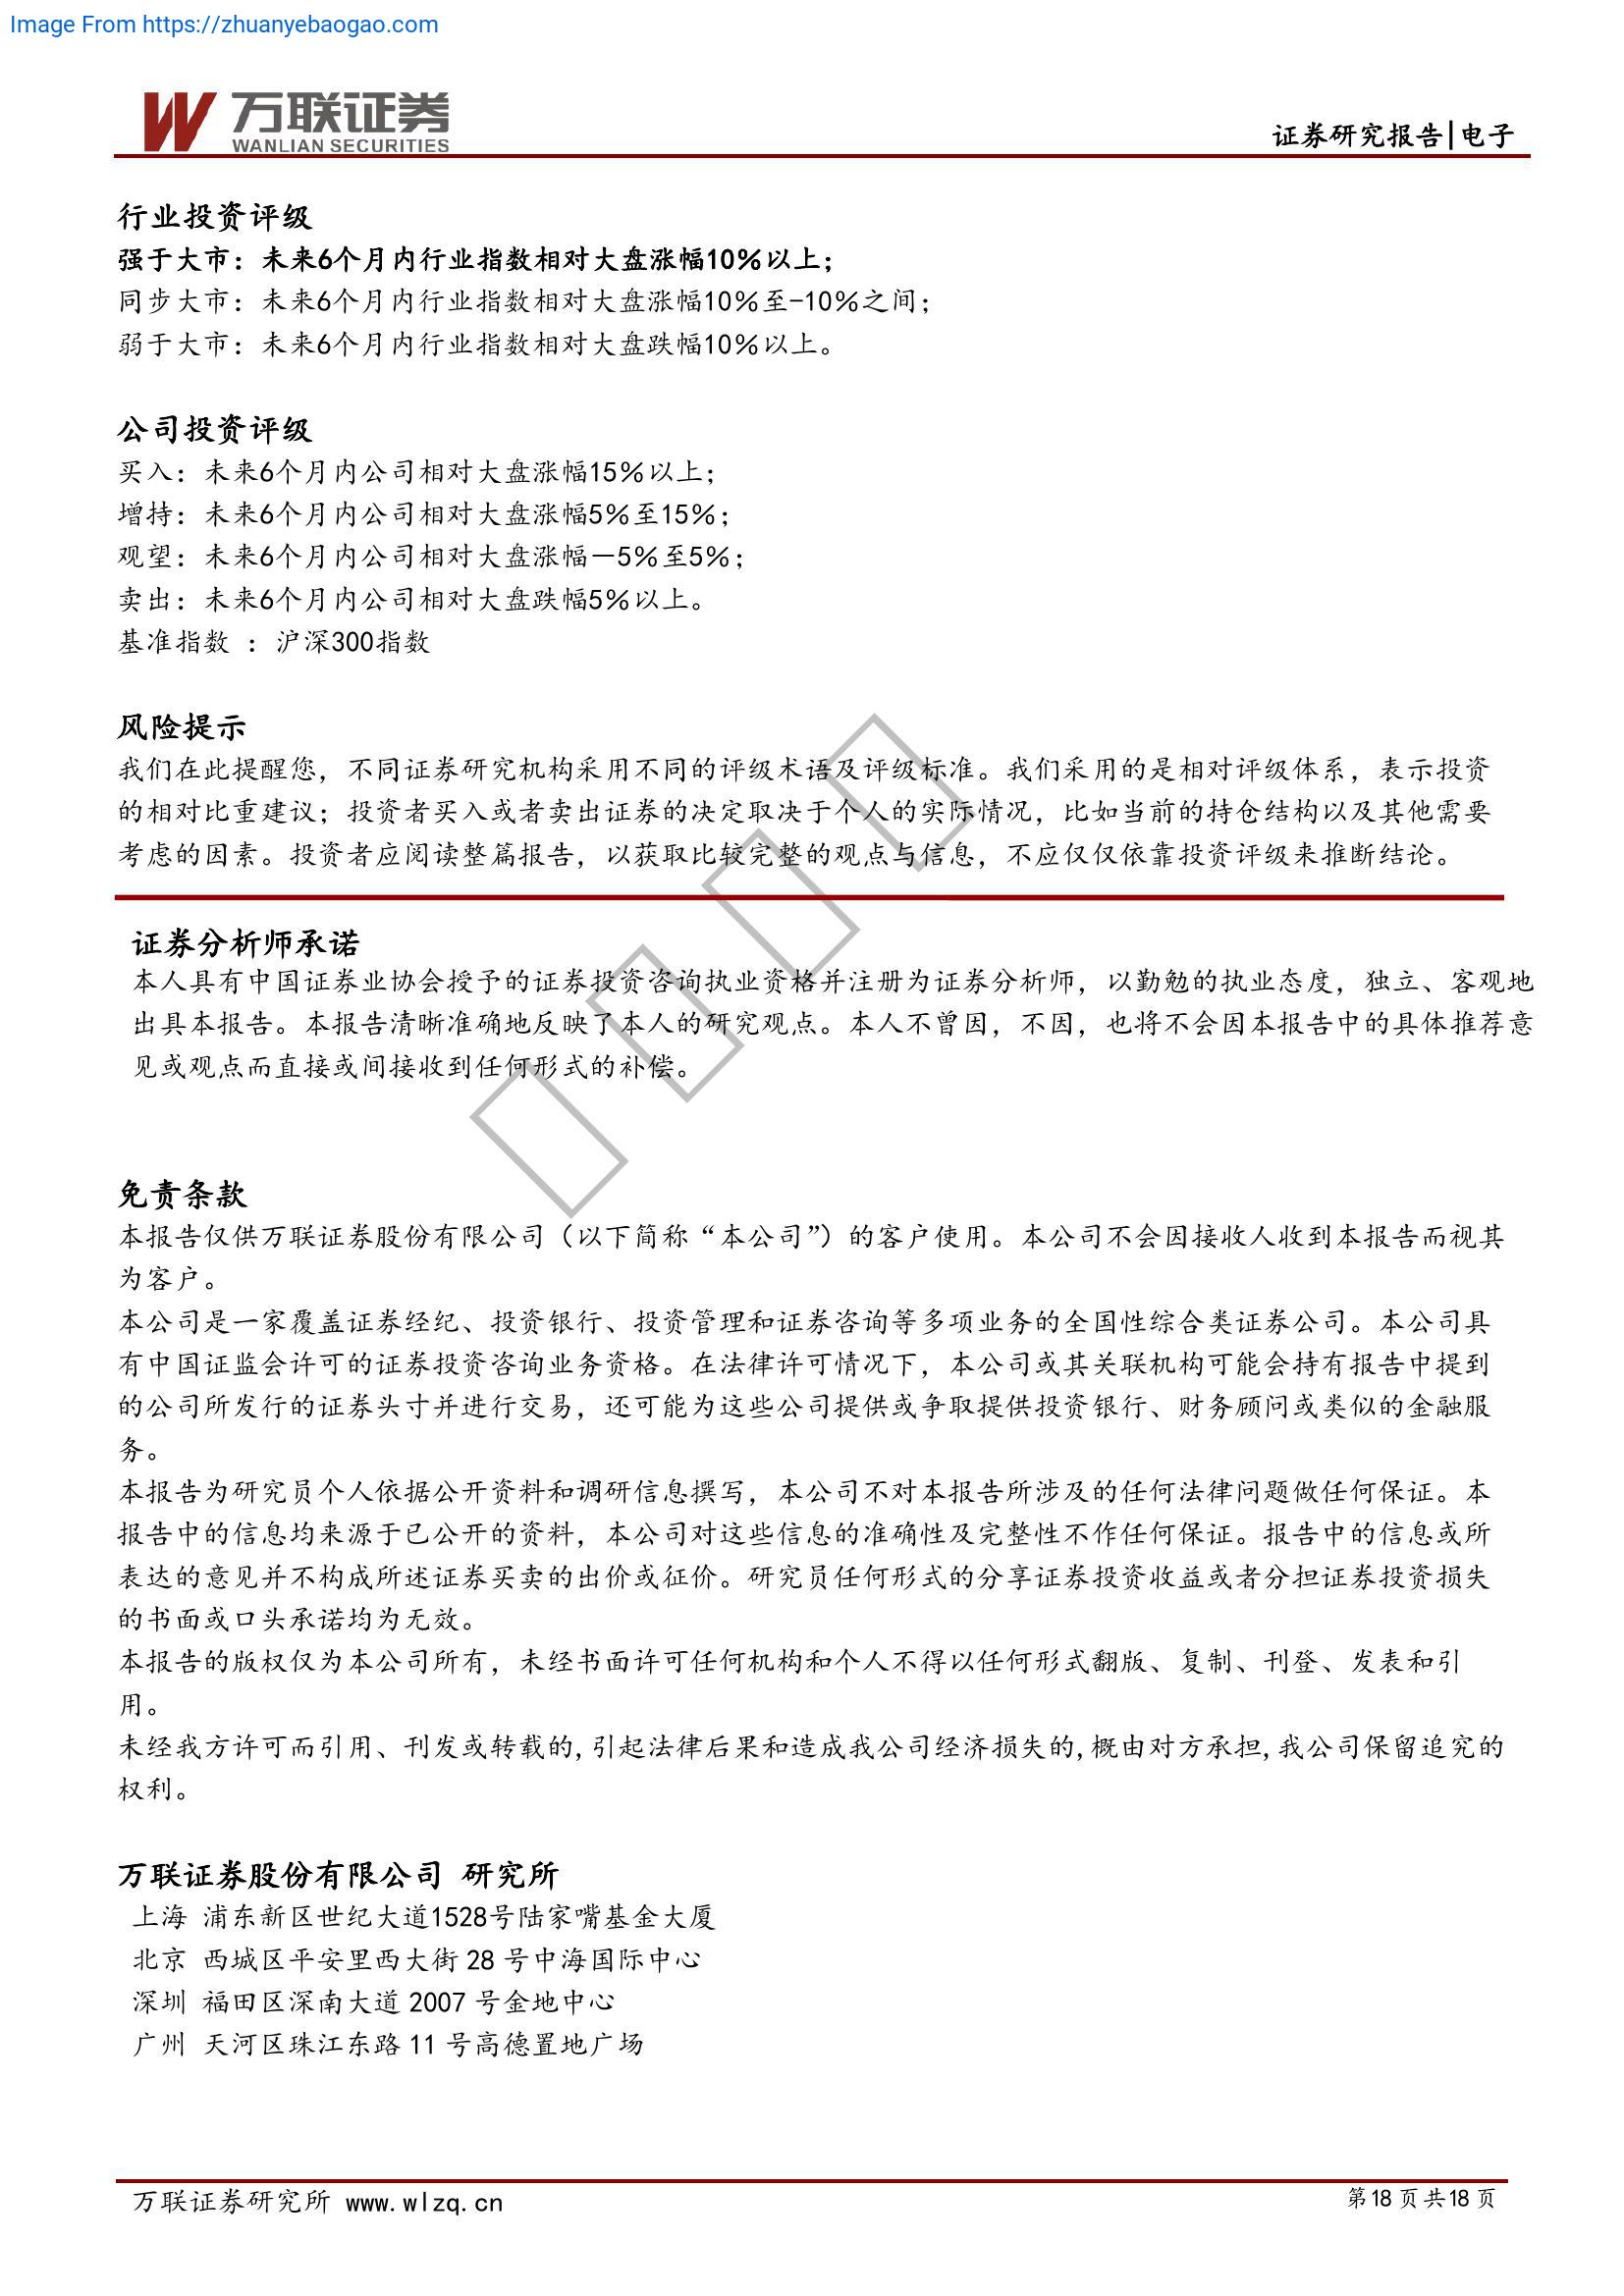 Image From https://zhuanyebaogao.com
万联证券
WANLIAN SECURITIES
证券研究报告|电子
行业投资评级
强于大市：未来6个月内行业指数相对大盘涨幅10％以上；
同步大市：未来6个月内行业指数相对大盘涨幅10％至-10％之间；
弱于大市：未来6个月内行业指数相对大盘跌幅10％以上。
公司投资评级
买入：未来6个月内公司相对大盘涨幅15％以上；
增持：未来6个月内公司相对大盘涨幅5％至15％；
观望：未来6个月内公司相对大盘涨幅－5％至5％；
卖出：未来6个月内公司相对大盘跌幅5％以上。
基准指数 ：沪深300指数
风险提示
我们在此提醒您，不同证券研究机构采用不同的评级术语及评级标准。我们采用的是相对评级体系，表示投资
的相对比重建议；投资者买入或者卖出证券的决定取决于个人的实际情况，比如当前的持仓结构以及其他需要
考虑的因素。投资者应阅读整篇报告，以获取比较完整的观点与信息，不应仅仅依靠投资评级来推断结论。
证券分析师承诺
本人具有中国证券业协会授予的证券投资咨询执业资格并注册为证券分析师，以勤勉的执业态度，独立、客观地
出具本报告。本报告清晰准确地反映了本人的研究观点。本人不曾因，不因，也将不会因本报告中的具体推荐意
见或观点而直接或间接收到任何形式的补偿。
免责条款
本报告仅供万联证券股份有限公司（以下简称“本公司”）的客户使用。本公司不会因接收人收到本报告而视其
为客户。
本公司是一家覆盖证券经纪、投资银行、投资管理和证券咨询等多项业务的全国性综合类证券公司。本公司具
有中国证监会许可的证券投资咨询业务资格。在法律许可情况下，本公司或其关联机构可能会持有报告中提到
的公司所发行的证券头寸并进行交易，还可能为这些公司提供或争取提供投资银行、财务顾问或类似的金融服
务。
本报告为研究员个人依据公开资料和调研信息撰写，本公司不对本报告所涉及的任何法律问题做任何保证。本
报告中的信息均来源于已公开的资料，本公司对这些信息的准确性及完整性不作任何保证。报告中的信息或所
表达的意见并不构成所述证券买卖的出价或征价。研究员任何形式的分享证券投资收益或者分担证券投资损失
的书面或口头承诺均为无效。
本报告的版权仅为本公司所有，未经书面许可任何机构和个人不得以任何形式翻版、复制、刊登、发表和引
用。
未经我方许可而引用、刊发或转载的,引起法律后果和造成我公司经济损失的,概由对方承担,我公司保留追究的
权利。
万联证券股份有限公司 研究所
上海 浦东新区世纪大道1528号陆家嘴基金大厦
北京 西城区平安里西大街 28 号中海国际中心
深圳 福田区深南大道 2007 号金地中心
广州 天河区珠江东路 11 号高德置地广场
万联证券研究所 www.wlzq.cn
第18页共18页